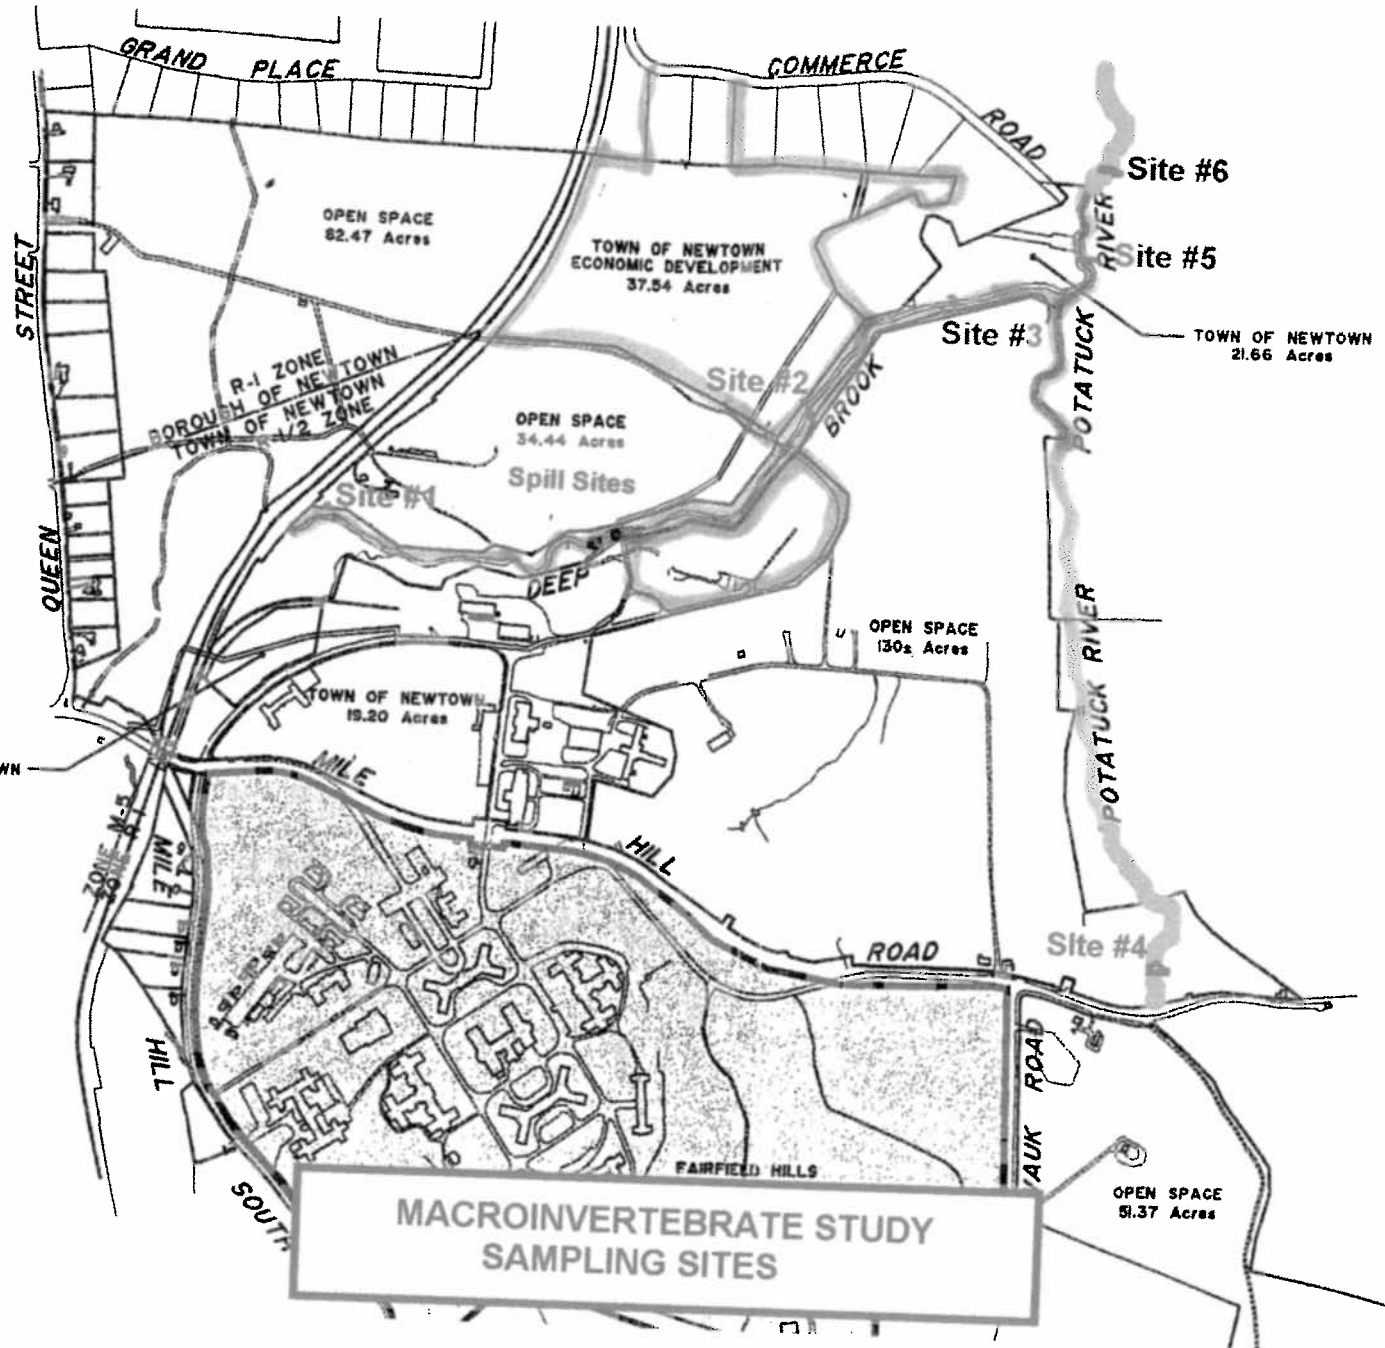 GRAND PLACE
COMMERCE
ROAD
Site #6
RIVER
Site #5
OPEN SPACE
82.47 Acres
TOWN OF NEWTOWN
ECONOMIC DEVELOPMENT
37.54 Acres
STREET
Site #3
POTATUCK
TOWN OF NEWTOWN
21.66 Acres
R-1 ZONE
BOROUGH OF NEWTOWN
TOWN OF NEWTOWN
Site #2
BROOK
OPEN SPACE
34.44 Acres
Spill Sites
Site #1
QUEEN
DEEP
POTATUCK RIVER
OPEN SPACE
130± Acres
TOWN OF NEWTOWN
19.20 Acres
WN
MILE
HILL
ROAD
ZONE M-5
MILE
HILL
SOUTH
Site #4
AUK ROAD
FAIRFIELD HILLS
OPEN SPACE
51.37 Acres
MACROINVERTEBRATE STUDY
SAMPLING SITES